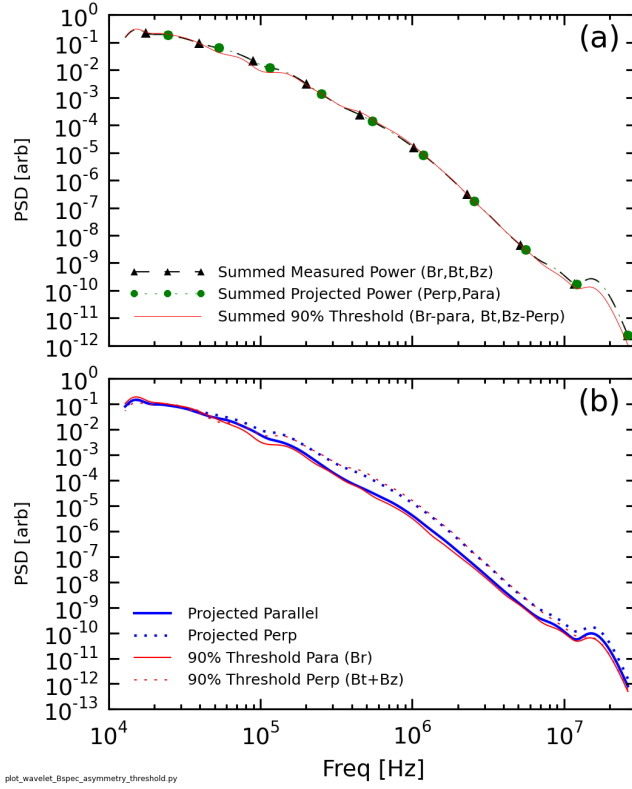 10^0
10^-1
10^-2
10^-3
10^-4
10^-5
10^-6
10^-7
10^-8
10^-9
10^-10
10^-11
10^-12
PSD [arb]
(a)
Summed Measured Power (Br,Bt,Bz)
Summed Projected Power (Perp,Para)
Summed 90% Threshold (Br-para, Bt,Bz-Perp)
10^0
10^-1
10^-2
10^-3
10^-4
10^-5
10^-6
10^-7
10^-8
10^-9
10^-10
10^-11
10^-12
10^-13
PSD [arb]
(b)
Projected Parallel
Projected Perp
90% Threshold Para (Br)
90% Threshold Perp (Bt+Bz)
10^4 10^5 10^6 10^7
Freq [Hz]
plot_wavelet_Bspec_asymmetry_threshold.py